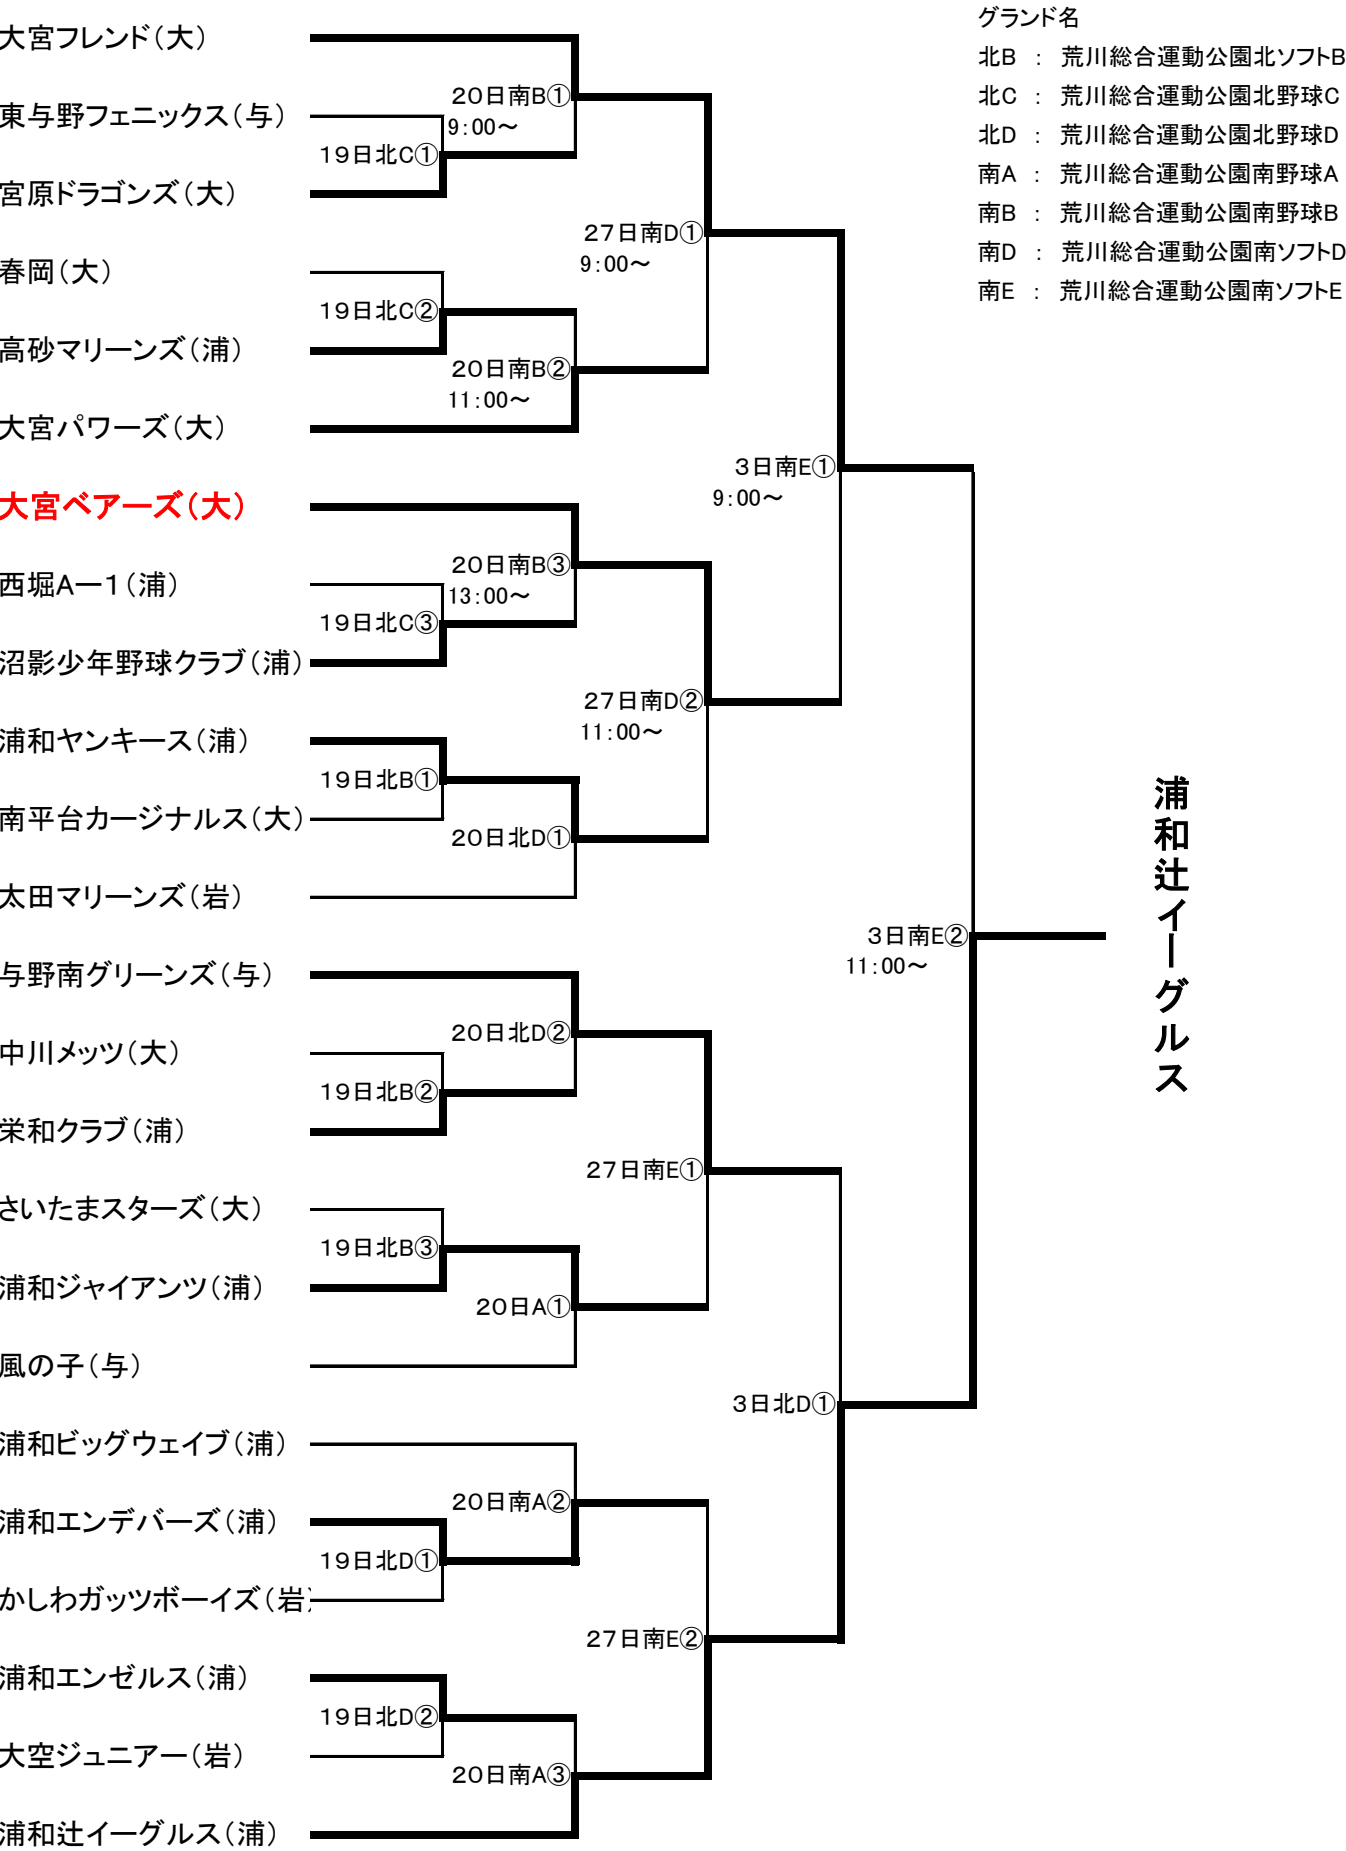 グランド名
北B ： 荒川総合運動公園北ソフトB
北C ： 荒川総合運動公園北野球C
北D ： 荒川総合運動公園北野球D
南A ： 荒川総合運動公園南野球A
南B ： 荒川総合運動公園南野球B
南D ： 荒川総合運動公園南ソフトD
南E ： 荒川総合運動公園南ソフトE
大宮フレンド（大）
20日南B①
9：00～
東与野フェニックス（与）
19日北C①
宮原ドラゴンズ（大）
27日南D①
9：00～
春岡（大）
19日北C②
高砂マリーンズ（浦）
20日南B②
11：00～
大宮パワーズ（大）
3日南E①
9：00～
大宮ベアーズ（大）
20日南B③
13：00～
西堀Aー1（浦）
19日北C③
沼影少年野球クラブ（浦）
27日南D②
11：00～
浦和ヤンキース（浦）
19日北B①
南平台カージナルス（大）
20日北D①
太田マリーンズ（岩）
3日南E②
11：00～
浦和辻イーグルス
与野南グリーンズ（与）
20日北D②
中川メッツ（大）
19日北B②
栄和クラブ（浦）
27日南E①
さいたまスターズ（大）
19日北B③
浦和ジャイアンツ（浦）
20日A①
風の子（与）
3日北D①
浦和ビッグウェイブ（浦）
20日南A②
浦和エンデバーズ（浦）
19日北D①
かしわガッツボーイズ（岩）
27日南E②
浦和エンゼルス（浦）
19日北D②
大空ジュニアー（岩）
20日南A③
浦和辻イーグルス（浦）